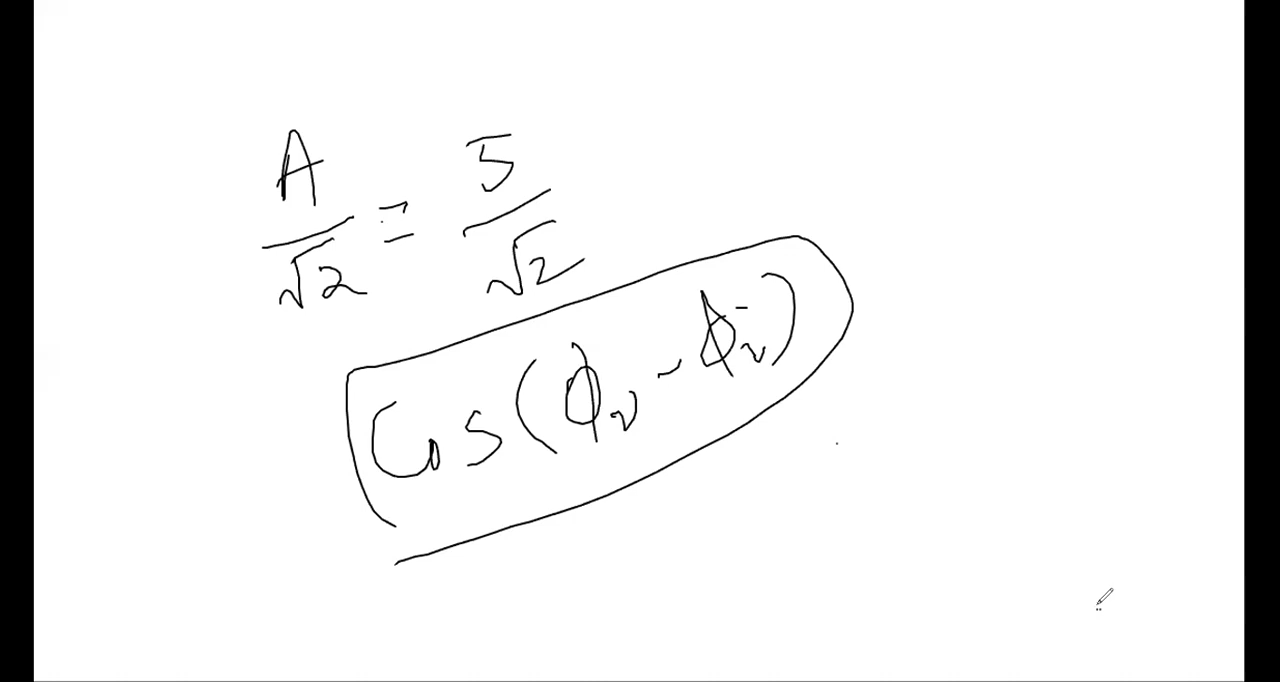 A/√2 = 5/√2
Cos(ϕv - ϕi)